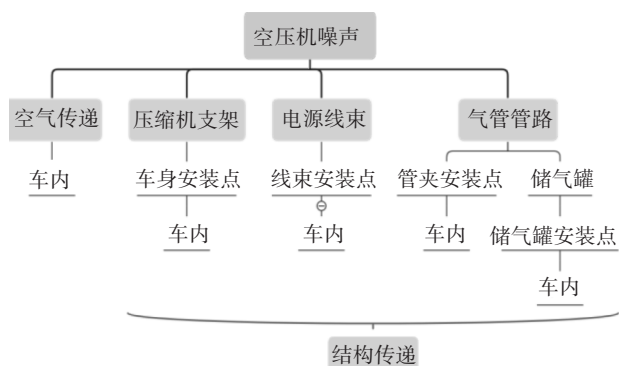 空压机噪声
空气传递
压缩机支架
电源线束
气管管路
车内
车身安装点
线束安装点
管夹安装点
储气罐
车内
车内
车内
储气罐安装点
车内
结构传递